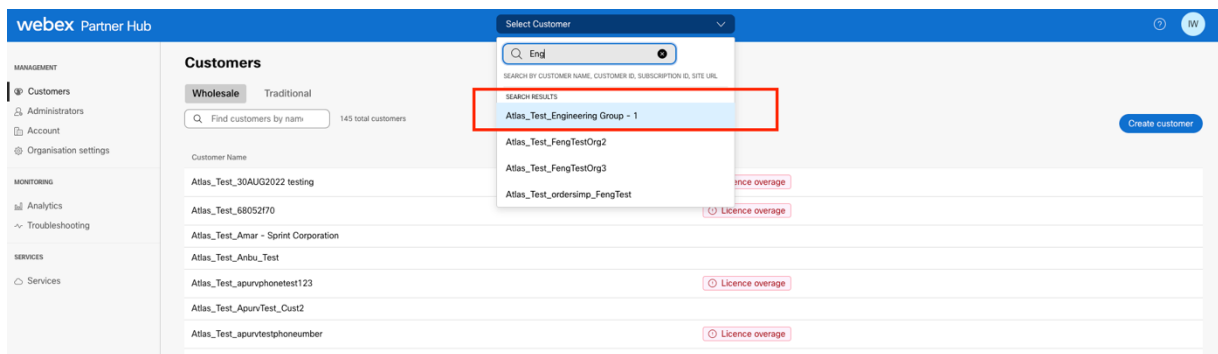 webex Partner Hub
Select Customer
IW
Eng
SEARCH BY CUSTOMER NAME, CUSTOMER ID, SUBSCRIPTION ID, SITE URL
SEARCH RESULTS
Atlas_Test_Engineering Group - 1
Atlas_Test_FengTestOrg2
Atlas_Test_FengTestOrg3
Atlas_Test_ordersimp_FengTest
MANAGEMENT
Customers
Administrators
Account
Organisation settings
MONITORING
Analytics
Troubleshooting
SERVICES
Services
Customers
Wholesale Traditional
Find customers by name 145 total customers
Create customer
Customer Name
Atlas_Test_30AUG2022 testing ence overage
Atlas_Test_68052f70 Licence overage
Atlas_Test_Amar - Sprint Corporation
Atlas_Test_Anbu_Test
Atlas_Test_apurvphonetest123 Licence overage
Atlas_Test_ApurvTest_Cust2
Atlas_Test_apurvtestphoneumber Licence overage